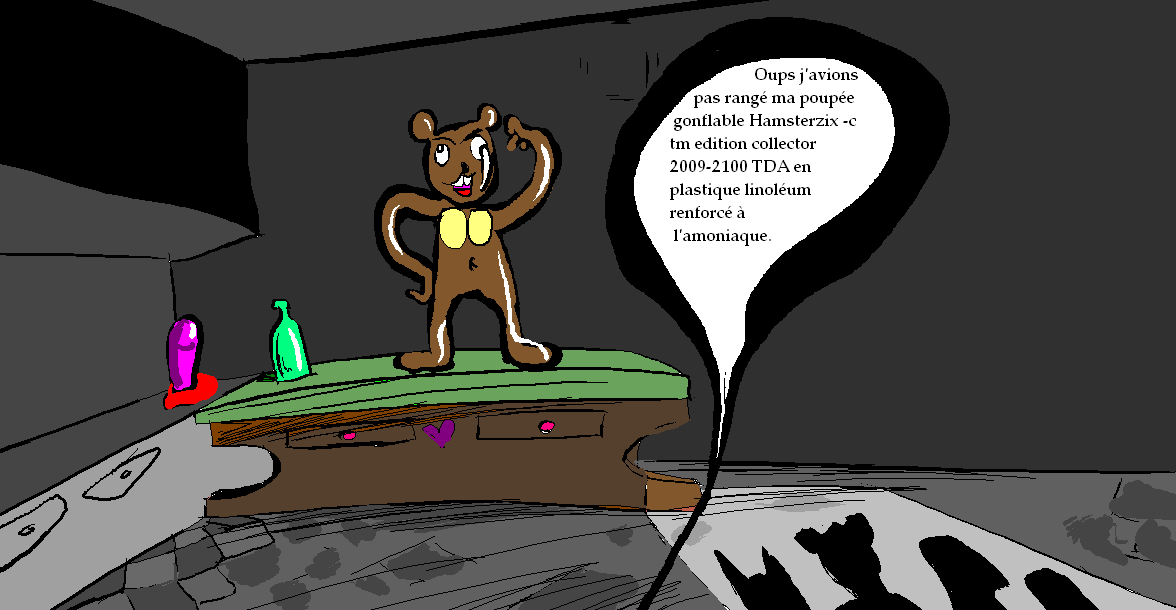 Oups j'avions
pas rangé ma poupée
gonflable Hamsterzix -c
tm edition collector
2009-2100 TDA en
plastique linoléum
renforcé à
l'amoniaque.